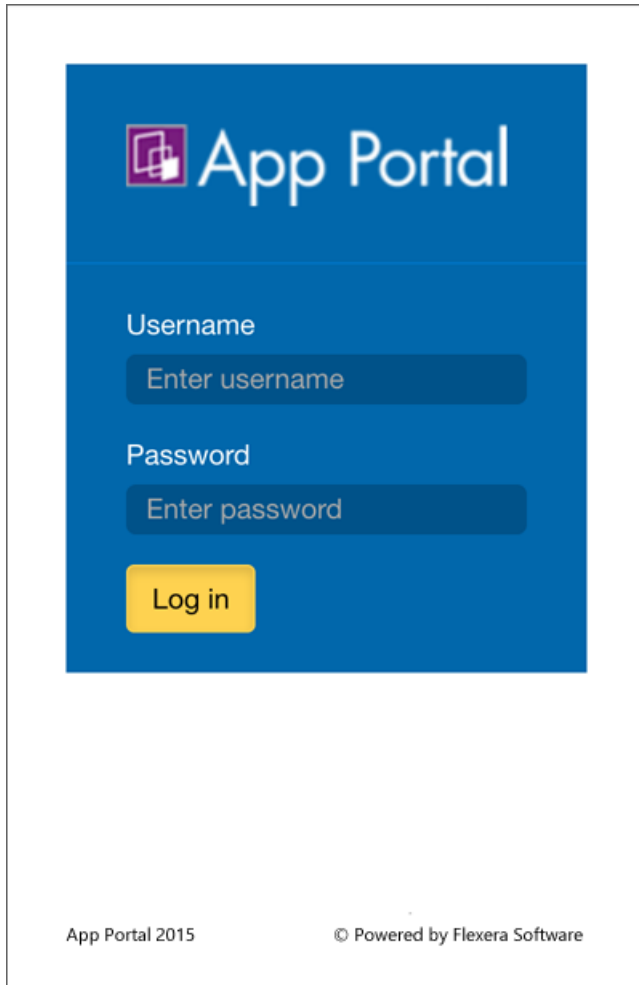 App Portal
Username
Enter username
Password
Enter password
Log in
App Portal 2015 © Powered by Flexera Software